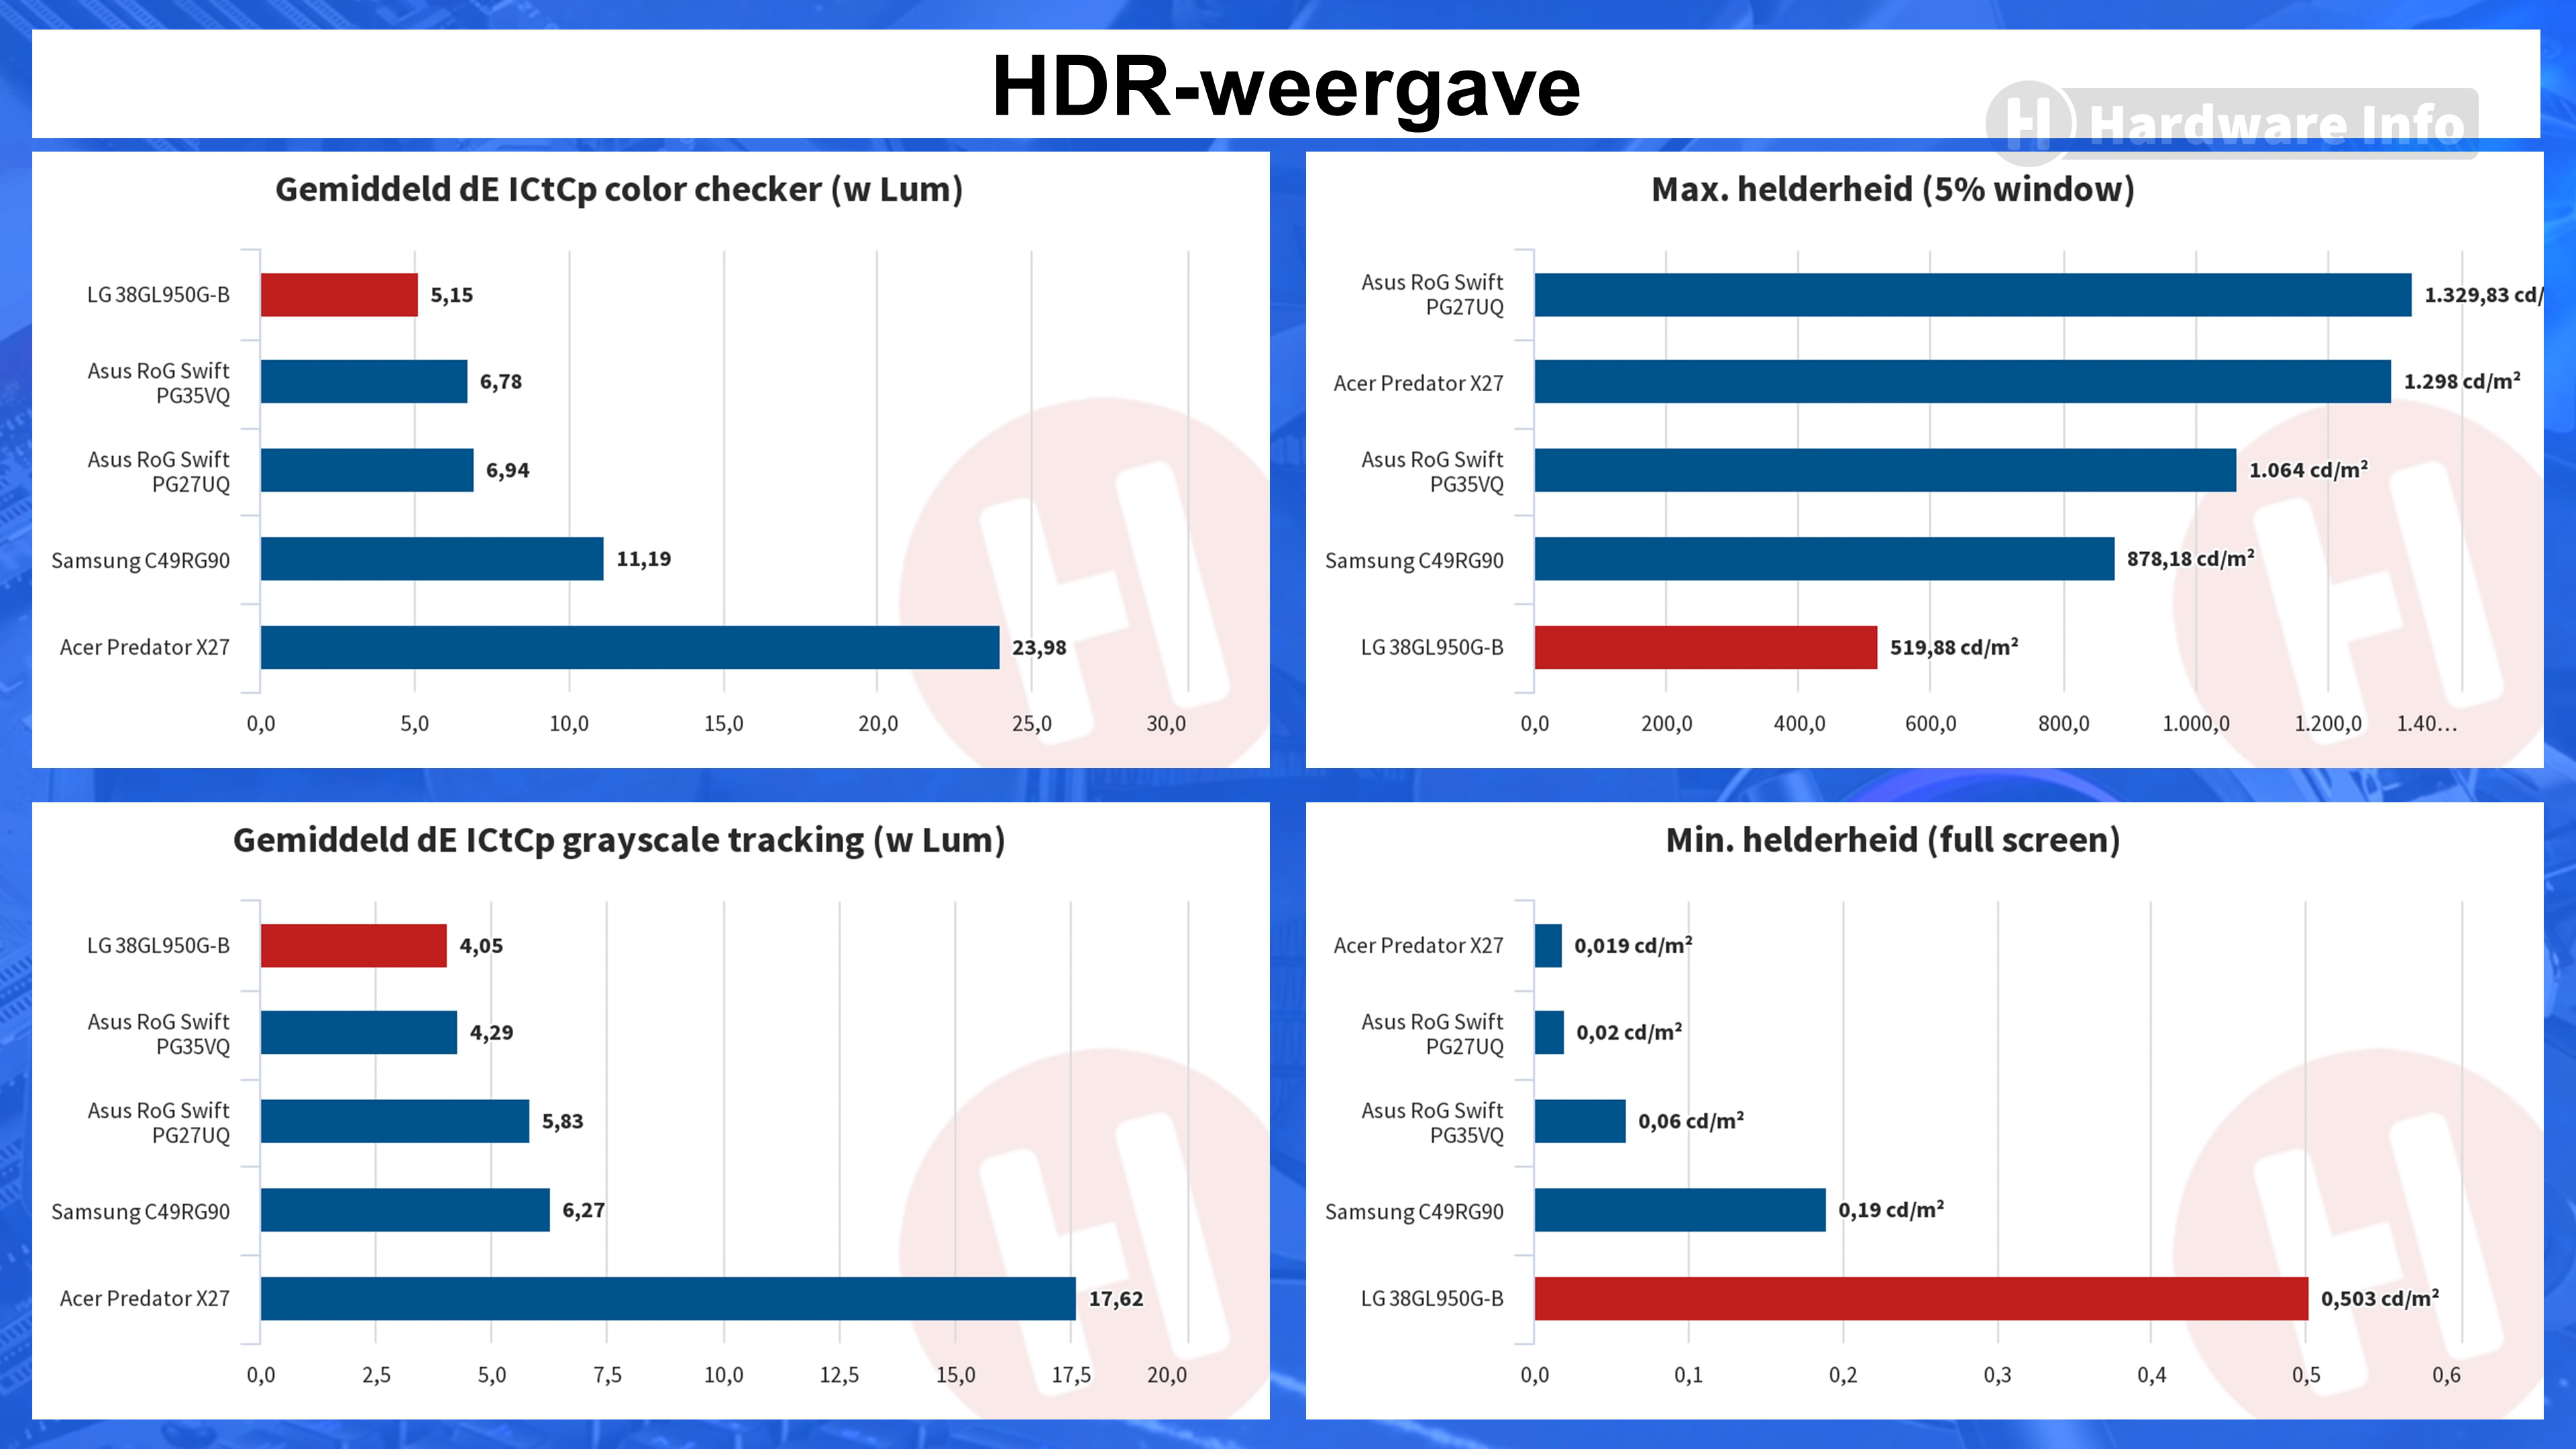 HDR-weergave
Hardware Info
Gemiddeld dE ICtCp color checker (w Lum)
LG 38GL950G-B
5,15
Asus RoG Swift
PG35VQ
6,78
Asus RoG Swift
PG27UQ
6,94
Samsung C49RG90
11,19
Acer Predator X27
23,98
0,0 5,0 10,0 15,0 20,0 25,0 30,0
Max. helderheid (5% window)
Asus RoG Swift
PG27UQ
1.329,83 cd/
Acer Predator X27
1.298 cd/m²
Asus RoG Swift
PG35VQ
1.064 cd/m²
Samsung C49RG90
878,18 cd/m²
LG 38GL950G-B
519,88 cd/m²
0,0 200,0 400,0 600,0 800,0 1.000,0 1.200,0 1.40…
Gemiddeld dE ICtCp grayscale tracking (w Lum)
LG 38GL950G-B
4,05
Asus RoG Swift
PG35VQ
4,29
Asus RoG Swift
PG27UQ
5,83
Samsung C49RG90
6,27
Acer Predator X27
17,62
0,0 2,5 5,0 7,5 10,0 12,5 15,0 17,5 20,0
Min. helderheid (full screen)
Acer Predator X27
0,019 cd/m²
Asus RoG Swift
PG27UQ
0,02 cd/m²
Asus RoG Swift
PG35VQ
0,06 cd/m²
Samsung C49RG90
0,19 cd/m²
LG 38GL950G-B
0,503 cd/m²
0,0 0,1 0,2 0,3 0,4 0,5 0,6